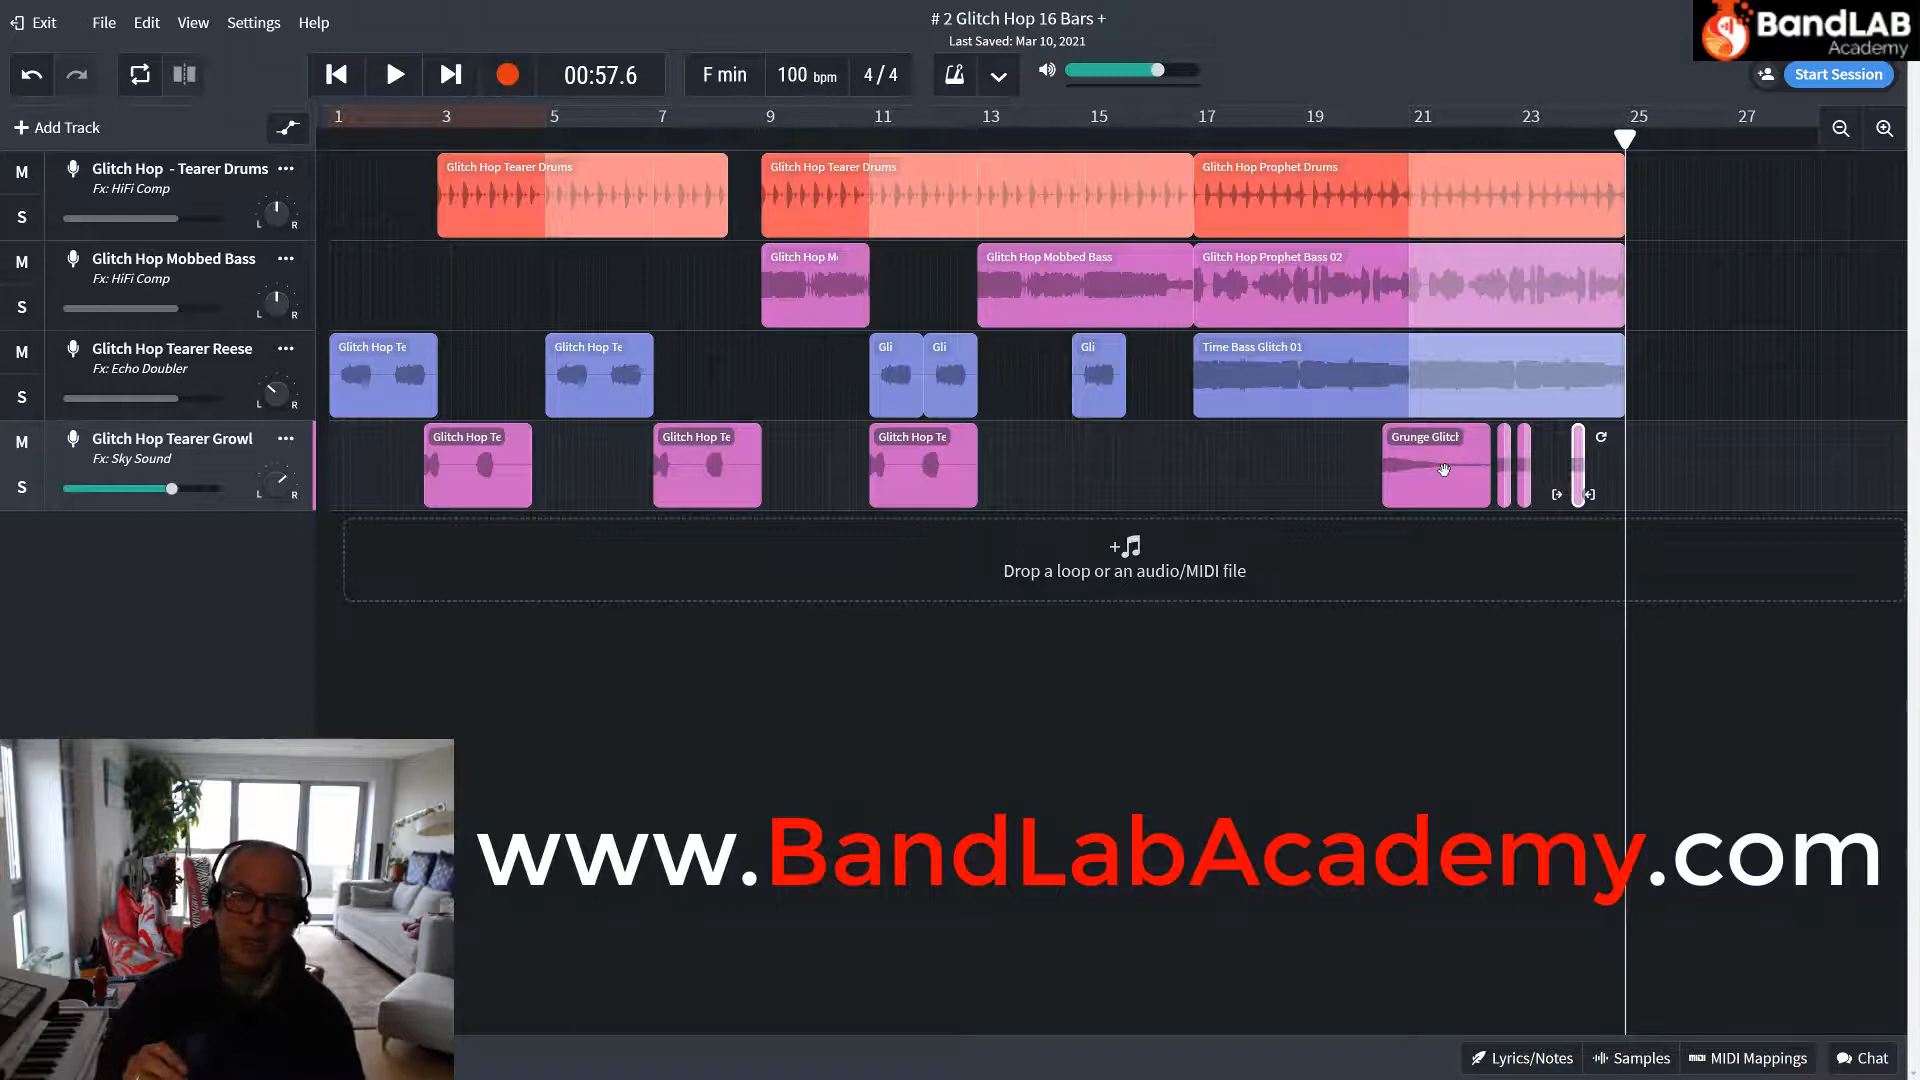 Exit File Edit View Settings Help
# 2 Glitch Hop 16 Bars +
Last Saved: Mar 10, 2021
BandLAB
Academy
00:57.6
F min
100 bpm
4 / 4
Start Session
+ Add Track
1 3 5 7 9 11 13 15 17 19 21 23 25 27
M
S
Glitch Hop - Tearer Drums
Fx: HiFi Comp
L R
Glitch Hop Tearer Drums
Glitch Hop Tearer Drums
Glitch Hop Prophet Drums
M
S
Glitch Hop Mobbed Bass
Fx: HiFi Comp
L R
Glitch Hop M
Glitch Hop Mobbed Bass
Glitch Hop Prophet Bass 02
M
S
Glitch Hop Tearer Reese
Fx: Echo Doubler
L R
Glitch Hop Te
Glitch Hop Te
Gli
Gli
Gli
Time Bass Glitch 01
M
S
Glitch Hop Tearer Growl
Fx: Sky Sound
L R
Glitch Hop Te
Glitch Hop Te
Glitch Hop Te
Grunge Glitch
Drop a loop or an audio/MIDI file
www.BandLabAcademy.com
Lyrics/Notes
Samples
MIDI Mappings
Chat